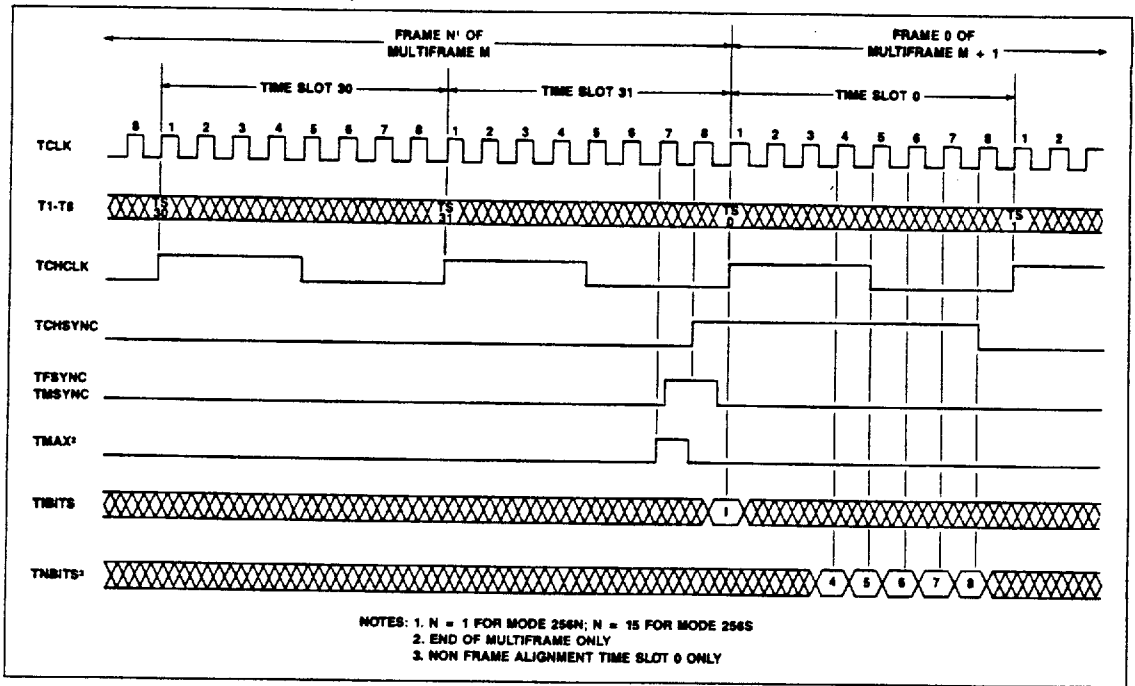 FRAME N¹ OF
MULTIFRAME M
FRAME 0 OF
MULTIFRAME M + 1
TIME SLOT 30
TIME SLOT 31
TIME SLOT 0
8 1 2 3 4 5 6 7 8 1 2 3 4 5 6 7 8 1 2 3 4 5 6 7 8 1 2
TCLK
T1-T8
TS 30
TS 31
TS 0
TS 1
TCHCLK
TCHSYNC
TFSYNC
TMSYNC
TMAX²
TIBITS
I
TNBITS³
4 5 6 7 8
NOTES: 1. N = 1 FOR MODE 256N; N = 15 FOR MODE 256S
2. END OF MULTIFRAME ONLY
3. NON FRAME ALIGNMENT TIME SLOT 0 ONLY